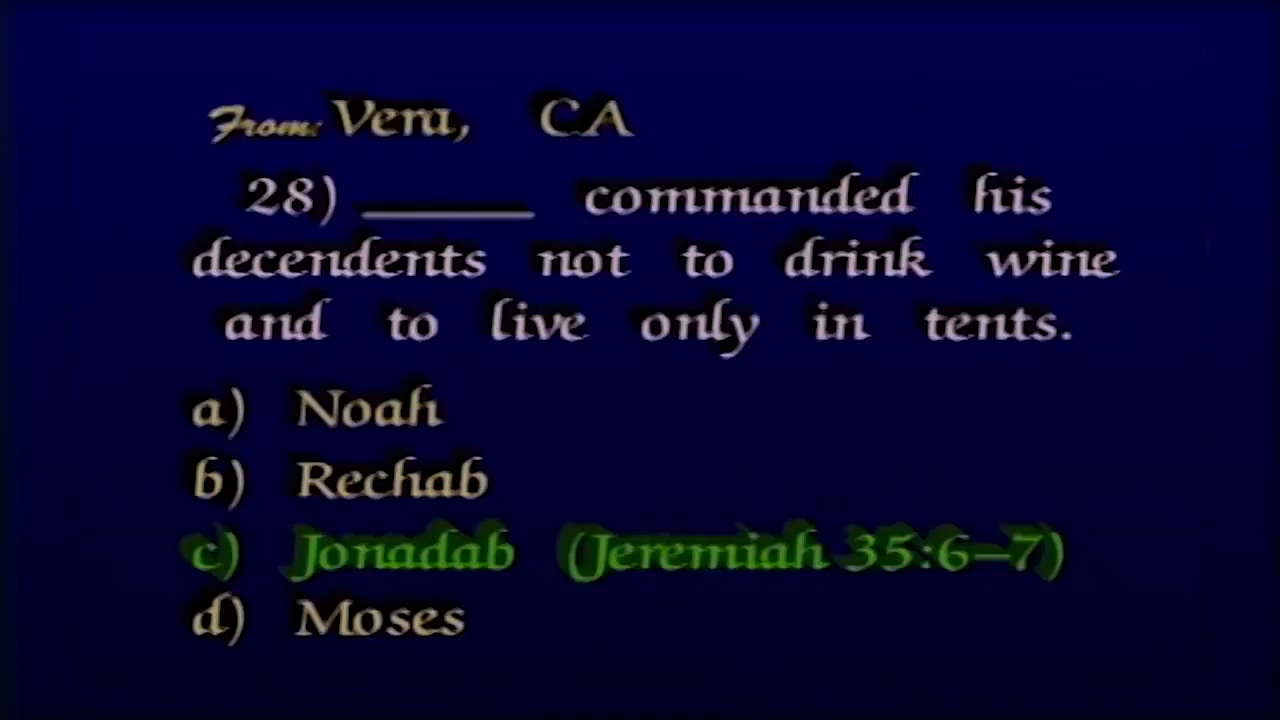 From: Vera, CA
28) _____ commanded his
decendents not to drink wine
and to live only in tents.
a) Noah
b) Rechab
c) Jonadab (Jeremiah 35:6–7)
d) Moses